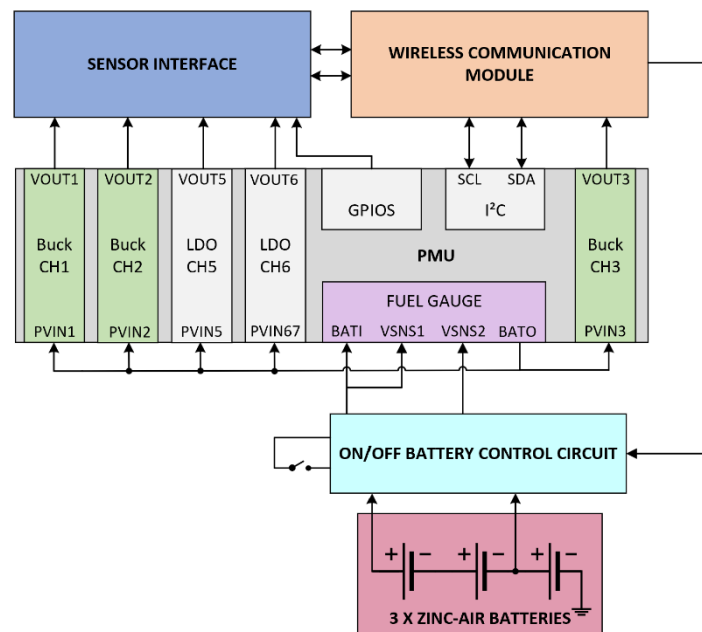 SENSOR INTERFACE
WIRELESS COMMUNICATION
MODULE
VOUT1
VOUT2
VOUT5
VOUT6
SCL
SDA
VOUT3
GPIOS
I²C
Buck
CH1
Buck
CH2
LDO
CH5
LDO
CH6
Buck
CH3
PMU
FUEL GAUGE
PVIN1
PVIN2
PVIN5
PVIN67
BATI
VSNS1
VSNS2
BATO
PVIN3
ON/OFF BATTERY CONTROL CIRCUIT
+ −
+ −
+ −
3 X ZINC-AIR BATTERIES